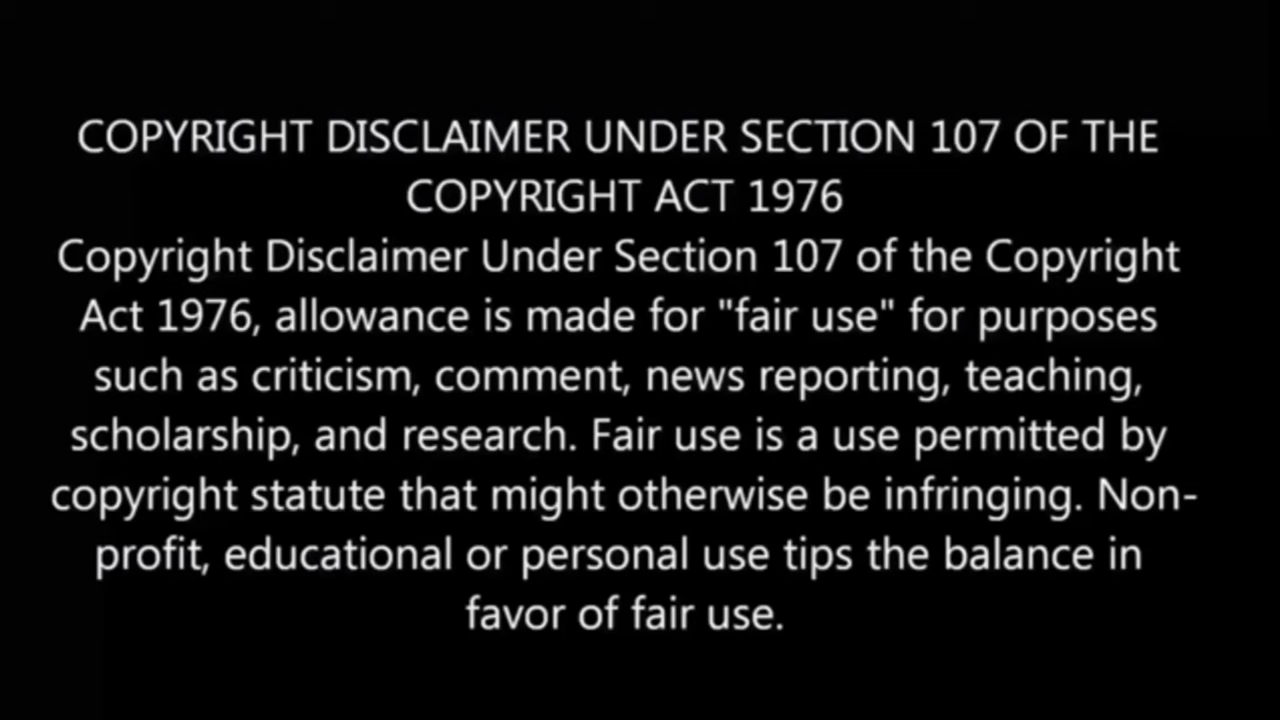 COPYRIGHT DISCLAIMER UNDER SECTION 107 OF THE
COPYRIGHT ACT 1976
Copyright Disclaimer Under Section 107 of the Copyright
Act 1976, allowance is made for "fair use" for purposes
such as criticism, comment, news reporting, teaching,
scholarship, and research. Fair use is a use permitted by
copyright statute that might otherwise be infringing. Non-
profit, educational or personal use tips the balance in
favor of fair use.